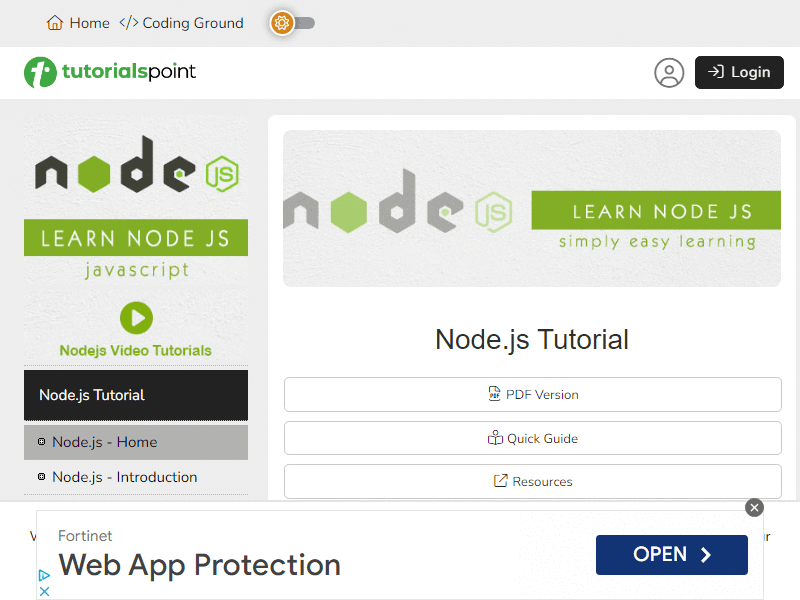 Home </> Coding Ground
tutorialspoint
Login
node JS
LEARN NODE JS
javascript
Nodejs Video Tutorials
Node.js Tutorial
Node.js - Home
Node.js - Introduction
node JS
LEARN NODE JS
simply easy learning
Node.js Tutorial
PDF Version
Quick Guide
Resources
Fortinet
Web App Protection
OPEN